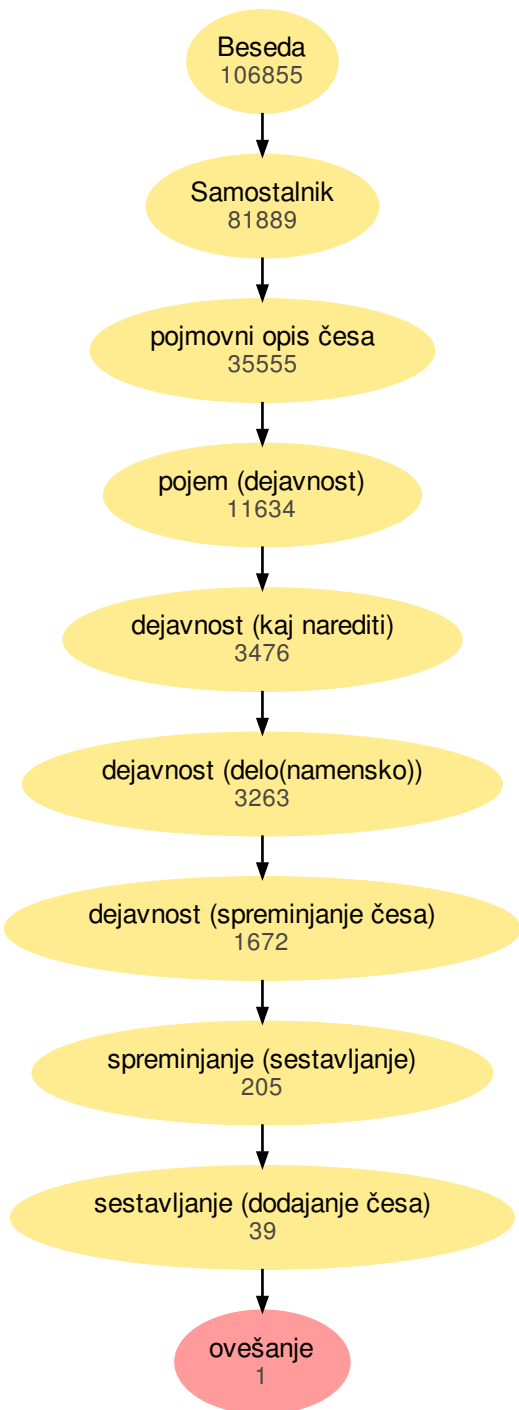 Beseda
106855
Samostalnik
81889
pojmovni opis česa
35555
pojem (dejavnost)
11634
dejavnost (kaj narediti)
3476
dejavnost (delo(namensko))
3263
dejavnost (spreminjanje česa)
1672
spreminjanje (sestavljanje)
205
sestavljanje (dodajanje česa)
39
ovešanje
1